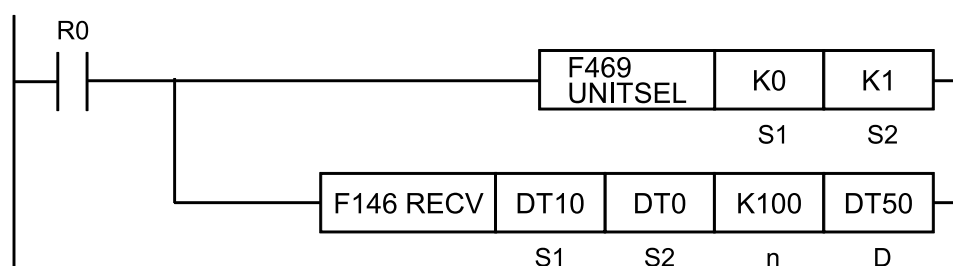 R0
F469
UNITSEL K0 K1
S1 S2
F146 RECV DT10 DT0 K100 DT50
S1 S2 n D